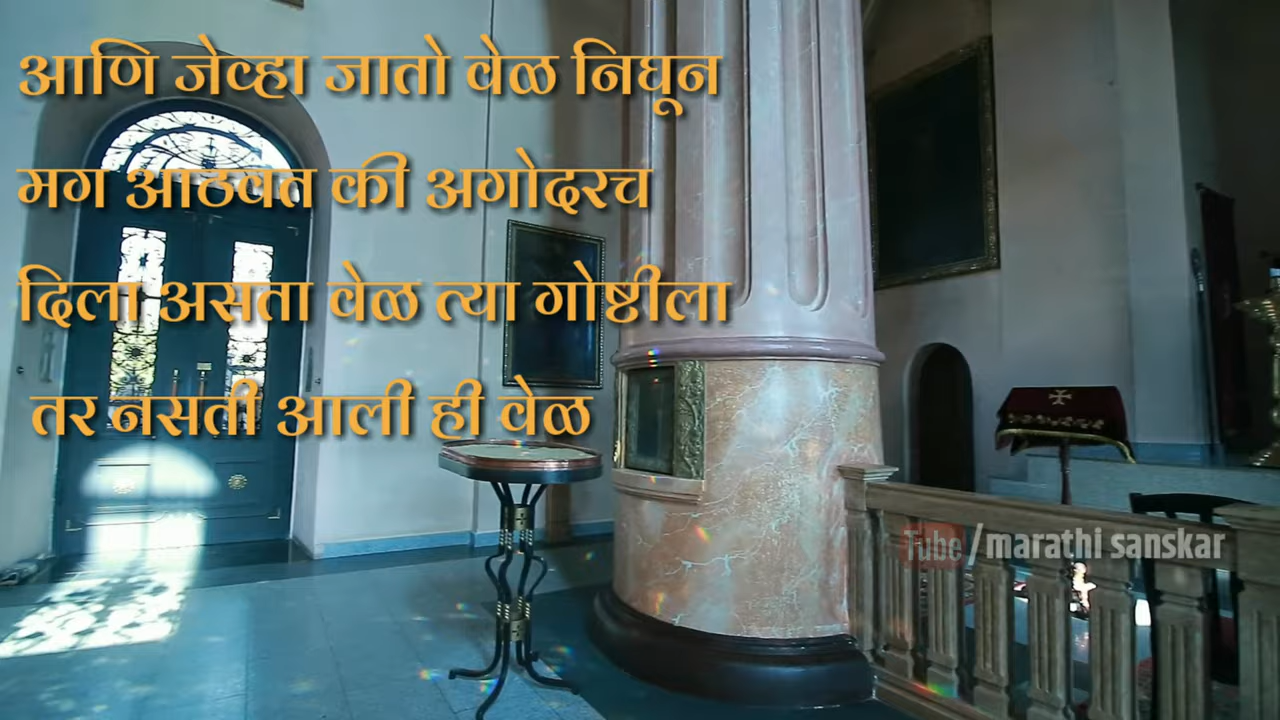 आणि जेव्हा जातो वेळ निघून
मग आठवत की अगोदरच
दिला असता वेळ त्या गोष्टीला
तर नसती आली ही वेळ
Tube /marathi sanskar